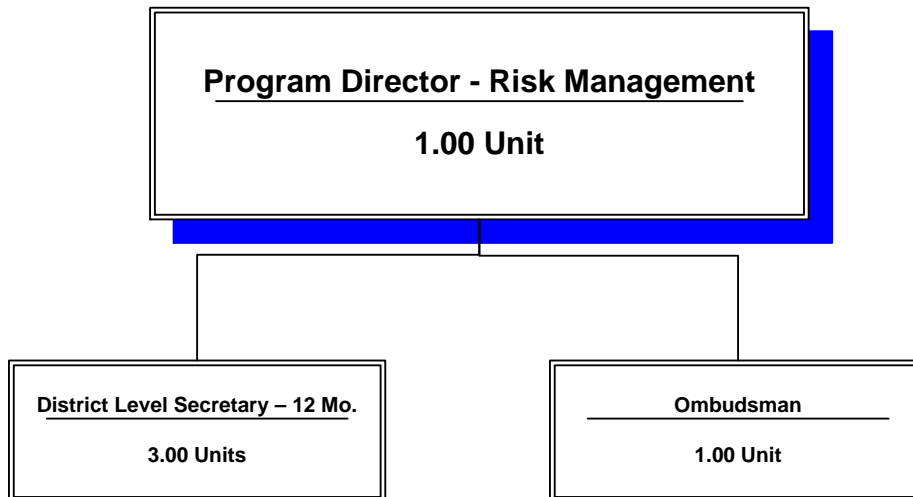 Program Director - Risk Management
1.00 Unit
District Level Secretary – 12 Mo.
3.00 Units
Ombudsman
1.00 Unit